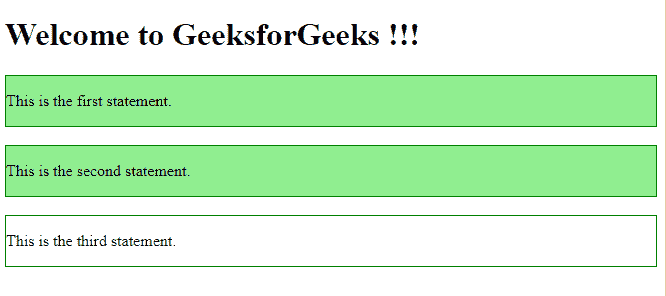 Welcome to GeeksforGeeks !!!
This is the first statement.
This is the second statement.
This is the third statement.